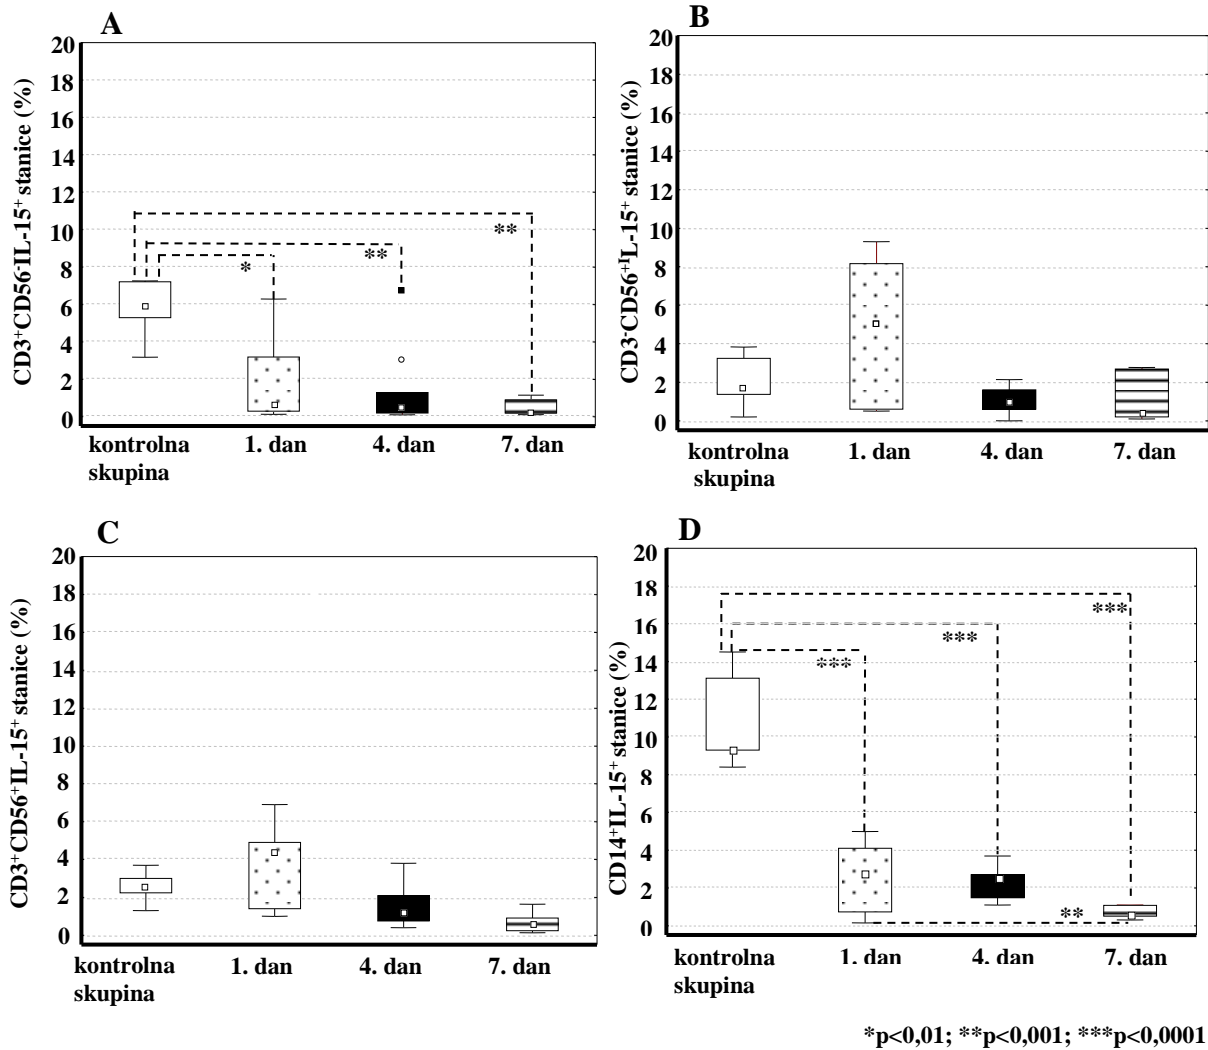 A
CD3⁺CD56⁻IL-15⁺ stanice (%)
20
18
16
14
12
10
8
6
4
2
0
**
**
*
kontrolna
skupina
1. dan
4. dan
7. dan
B
CD3⁻CD56⁺ᴵL-15⁺ stanice (%)
20
18
16
14
12
10
8
6
4
2
0
kontrolna
skupina
1. dan
4. dan
7. dan
C
CD3⁺CD56⁺IL-15⁺ stanice (%)
20
18
16
14
12
10
8
6
4
2
0
kontrolna
skupina
1. dan
4. dan
7. dan
D
CD14⁺IL-15⁺ stanice (%)
20
18
16
14
12
10
8
6
4
2
0
***
***
***
**
kontrolna
skupina
1. dan
4. dan
7. dan
*p<0,01; **p<0,001; ***p<0,0001